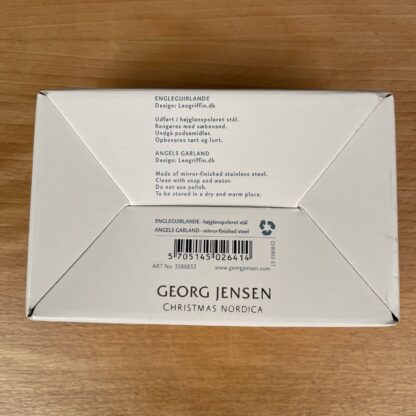 ENGLEGUIRLANDE
Design: Leogriffin.dk
Udført i højglanspoleret stål.
Rengøres med sæbevand.
Undgå pudsemidler.
Opbevares tørt og lunt.
ANGELS GARLAND
Design: Leogriffin.dk
Made of mirror-finished stainless steel.
Clean with soap and water.
Do not use polish.
To be stored in a dry and warm place.
ENGLEGUIRLANDE - højglanspoleret stål
ANGELS GARLAND - mirror-finished steel
5 705145 026414
ART No: 3586832
www.georgjensen.com
13-3586832
GEORG JENSEN
CHRISTMAS NORDICA